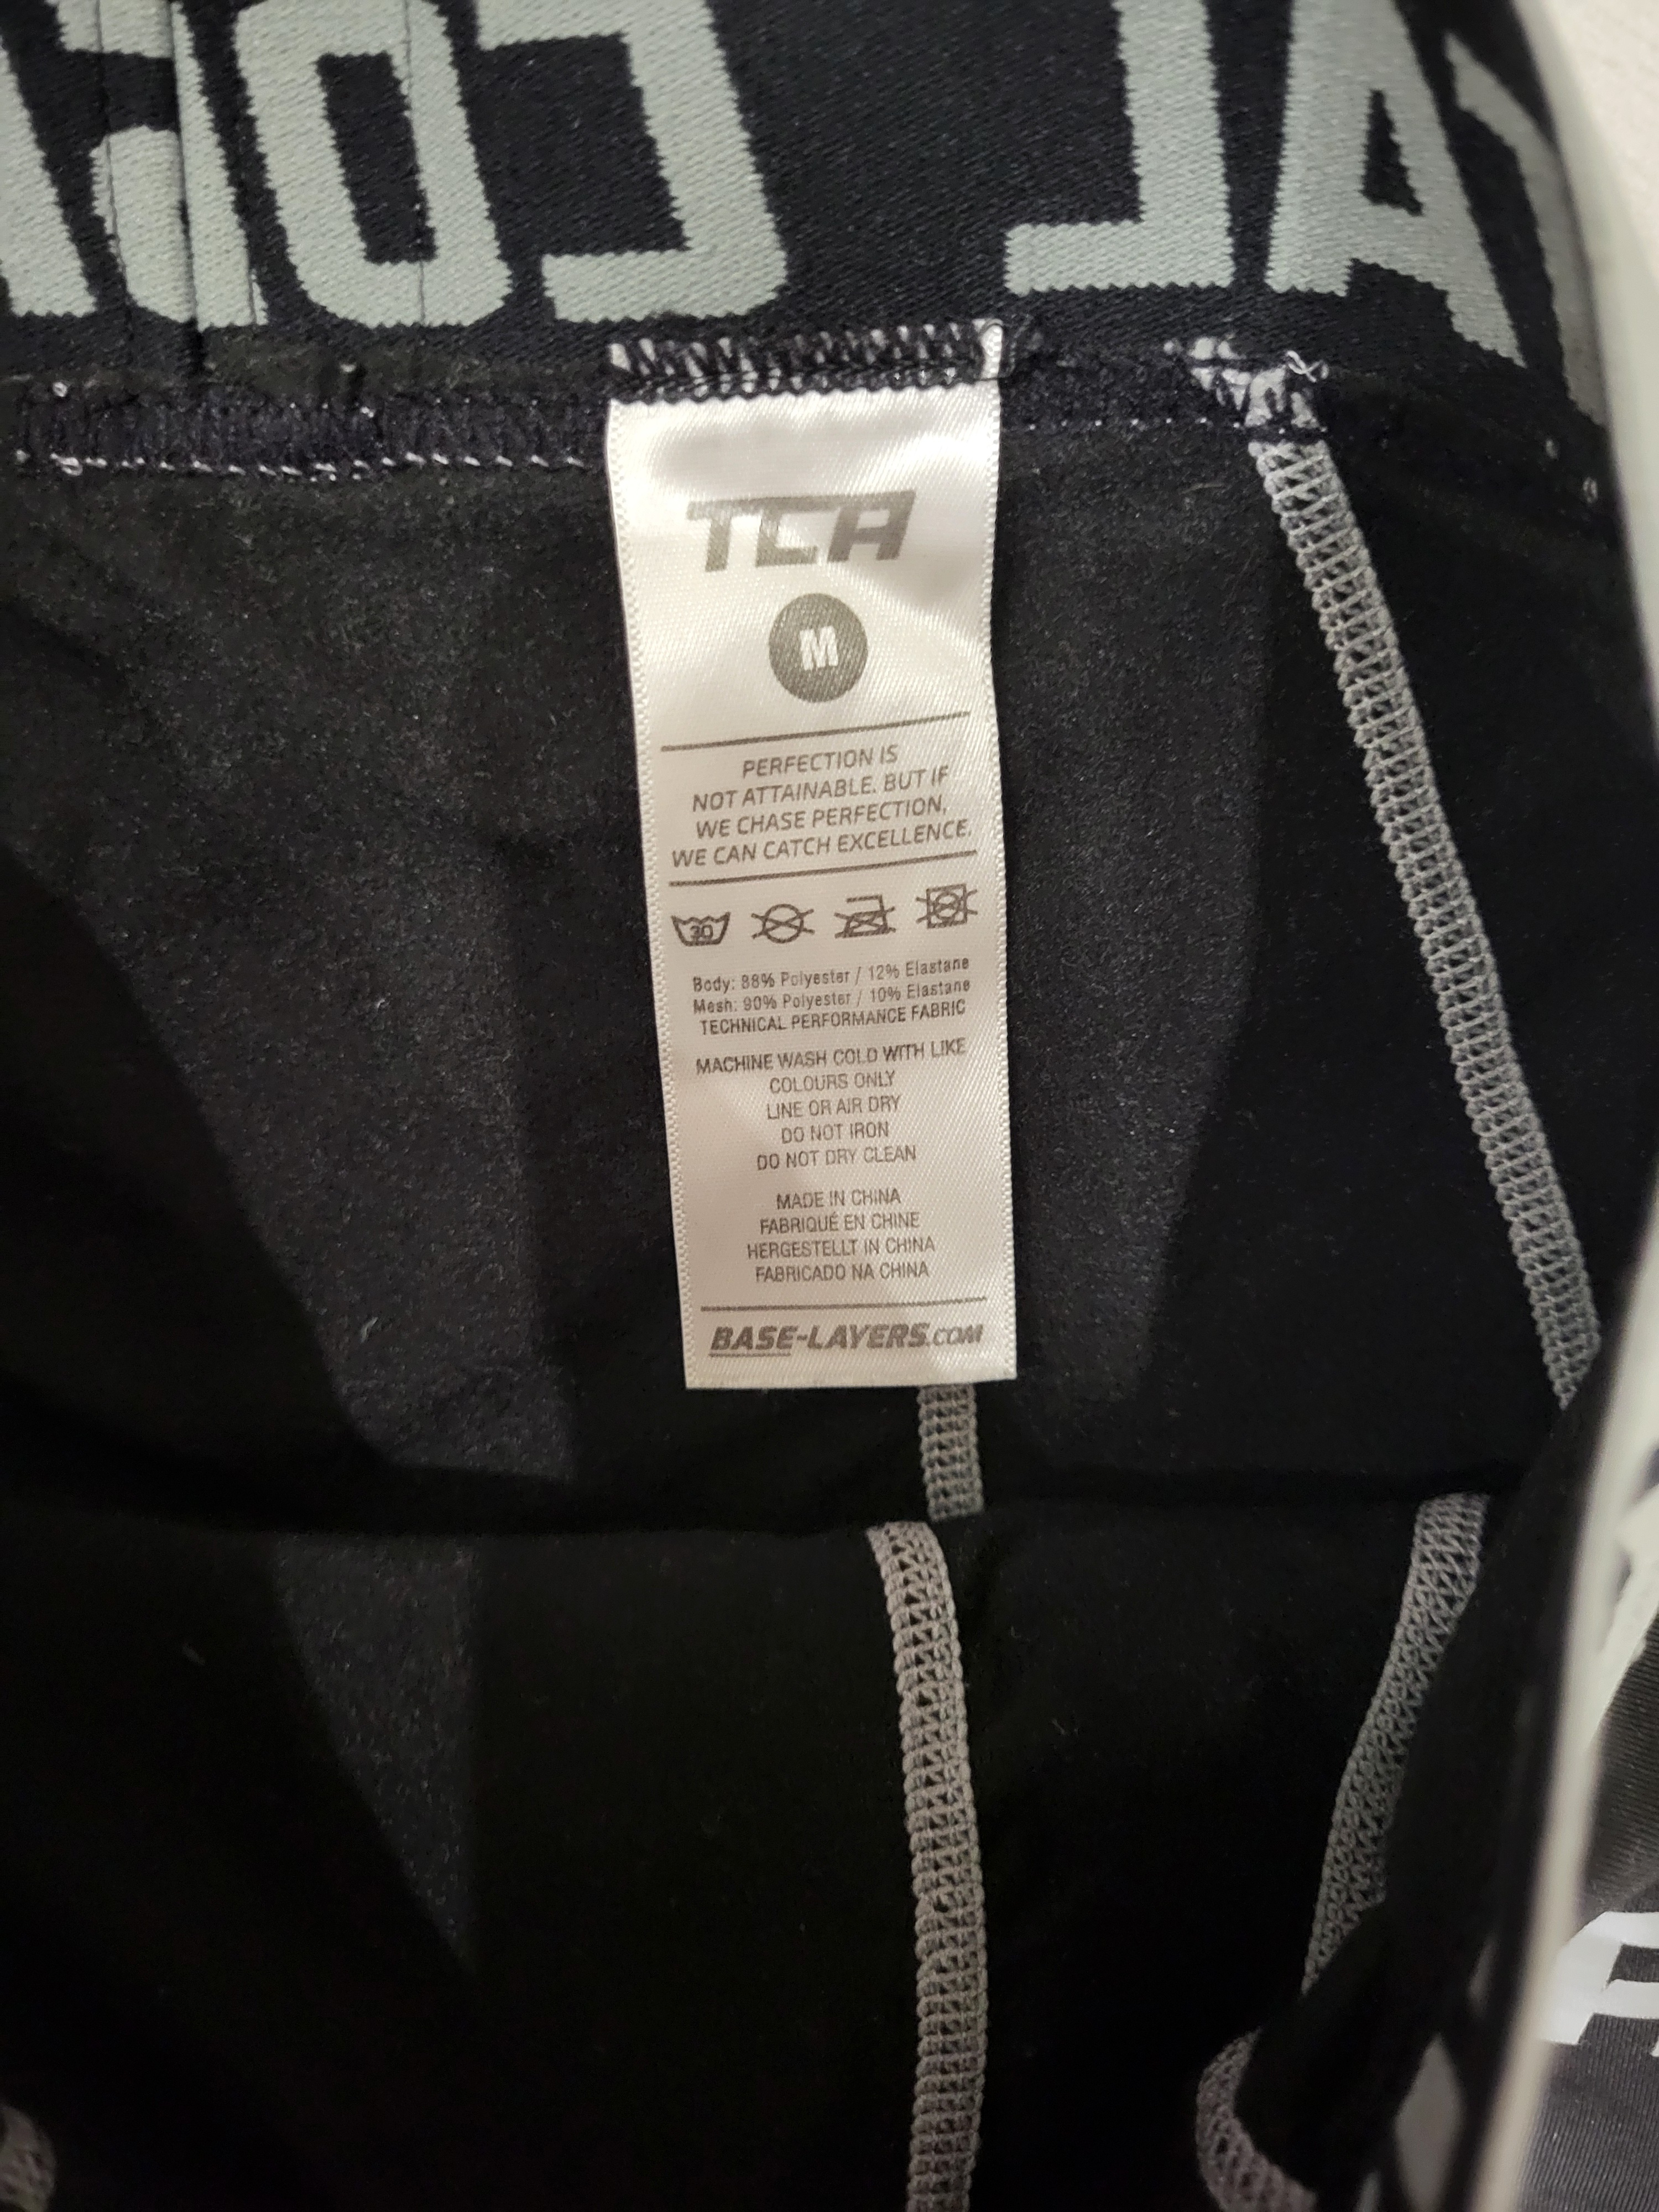 TCA
M
PERFECTION IS
NOT ATTAINABLE. BUT IF
WE CHASE PERFECTION,
WE CAN CATCH EXCELLENCE.
30
Body: 88% Polyester / 12% Elastane
Mesh: 90% Polyester / 10% Elastane
TECHNICAL PERFORMANCE FABRIC
MACHINE WASH COLD WITH LIKE
COLOURS ONLY
LINE OR AIR DRY
DO NOT IRON
DO NOT DRY CLEAN
MADE IN CHINA
FABRIQUÉ EN CHINE
HERGESTELLT IN CHINA
FABRICADO NA CHINA
BASE-LAYERS.COM